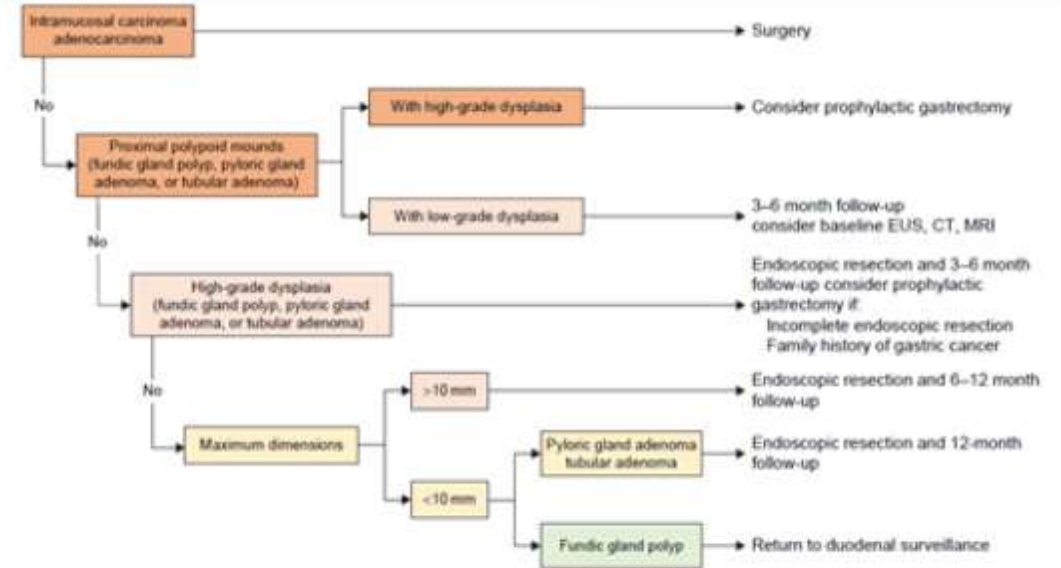 Intramucosal carcinoma
adenocarcinoma
Surgery
No
With high-grade dysplasia
Consider prophylactic gastrectomy
Proximal polypoid mounds
(fundic gland polyp, pyloric gland
adenoma, or tubular adenoma)
With low-grade dysplasia
3–6 month follow-up
consider baseline EUS, CT, MRI
No
High-grade dysplasia
(fundic gland polyp, pyloric gland
adenoma, or tubular adenoma)
Endoscopic resection and 3–6 month
follow-up consider prophylactic
gastrectomy if:
Incomplete endoscopic resection
Family history of gastric cancer
No
>10 mm
Endoscopic resection and 6–12 month
follow-up
Maximum dimensions
Pyloric gland adenoma
tubular adenoma
Endoscopic resection and 12-month
follow-up
<10 mm
Fundic gland polyp
Return to duodenal surveillance